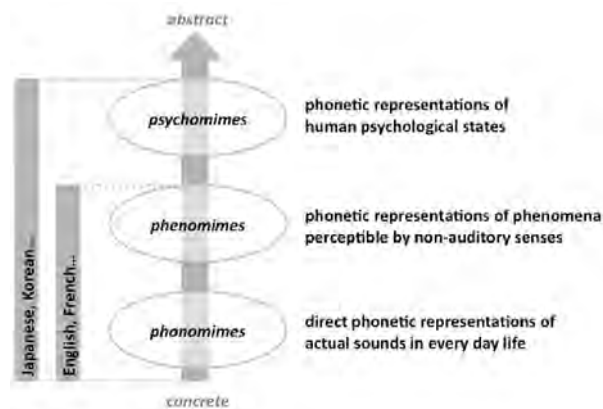 abstract
psychomimes
phonetic representations of
human psychological states
phenomimes
phonetic representations of phenomena
perceptible by non-auditory senses
phonomimes
direct phonetic representations of
actual sounds in every day life
Japanese, Korean...
English, French...
concrete